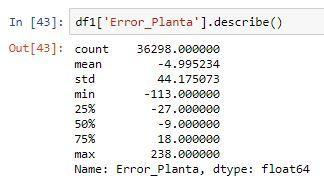 In [43]: df1['Error_Planta'].describe()
Out[43]: count 36298.000000
mean -4.995234
std 44.175073
min -113.000000
25% -27.000000
50% -9.000000
75% 18.000000
max 238.000000
Name: Error_Planta, dtype: float64